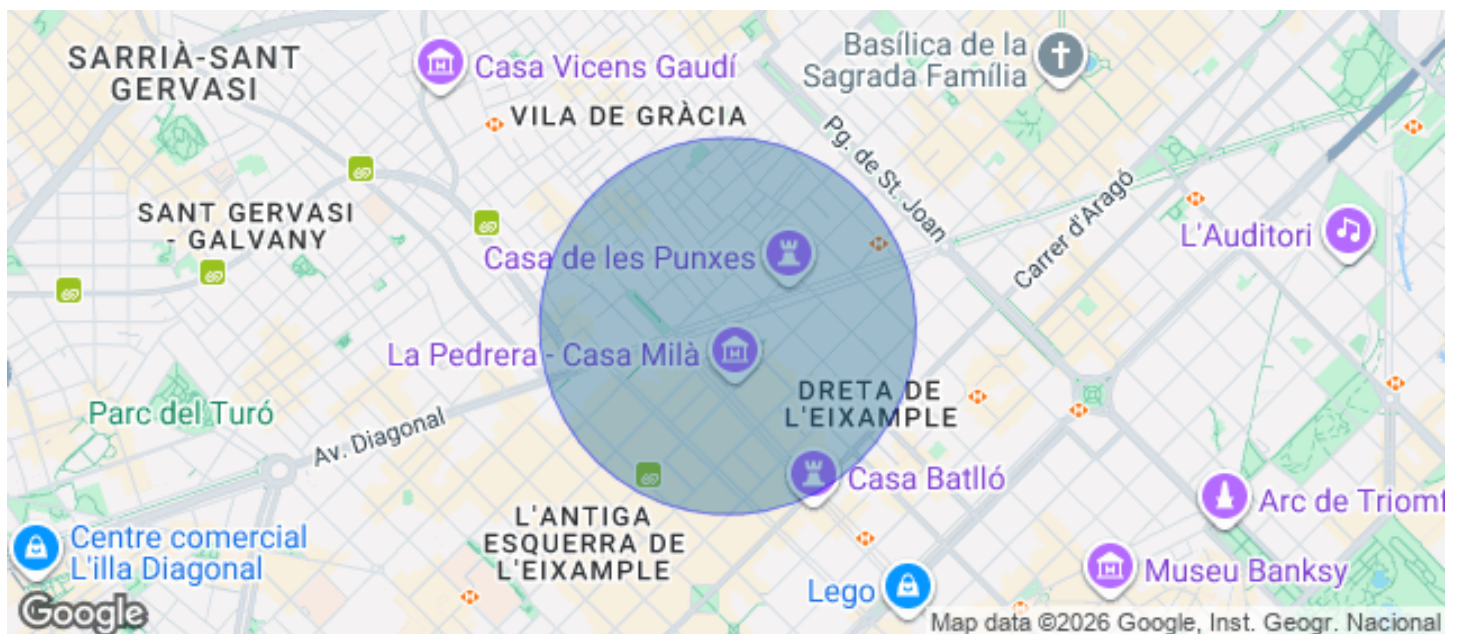 SARRIÀ-SANT
GERVASI
Casa Vicens Gaudí
Basílica de la
Sagrada Família
VILA DE GRÀCIA
Pg. de St. Joan
Carrer d'Aragó
SANT GERVASI
- GALVANY
L'Auditori
Casa de les Punxes
La Pedrera - Casa Milà
DRETA DE
L'EIXAMPLE
Parc del Turó
Av. Diagonal
Casa Batlló
Arc de Triomf
L'ANTIGA
ESQUERRA DE
L'EIXAMPLE
Centre comercial
L'illa Diagonal
Museu Banksy
Lego
Google
Map data ©2026 Google, Inst. Geogr. Nacional